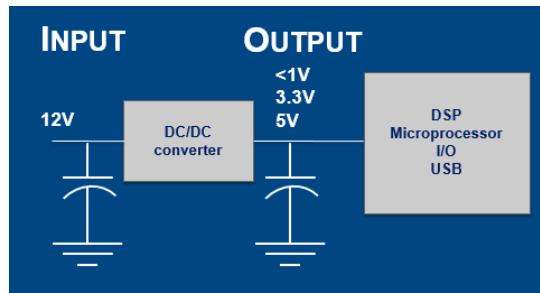 INPUT
OUTPUT
12V
DC/DC
converter
<1V
3.3V
5V
DSP
Microprocessor
I/O
USB